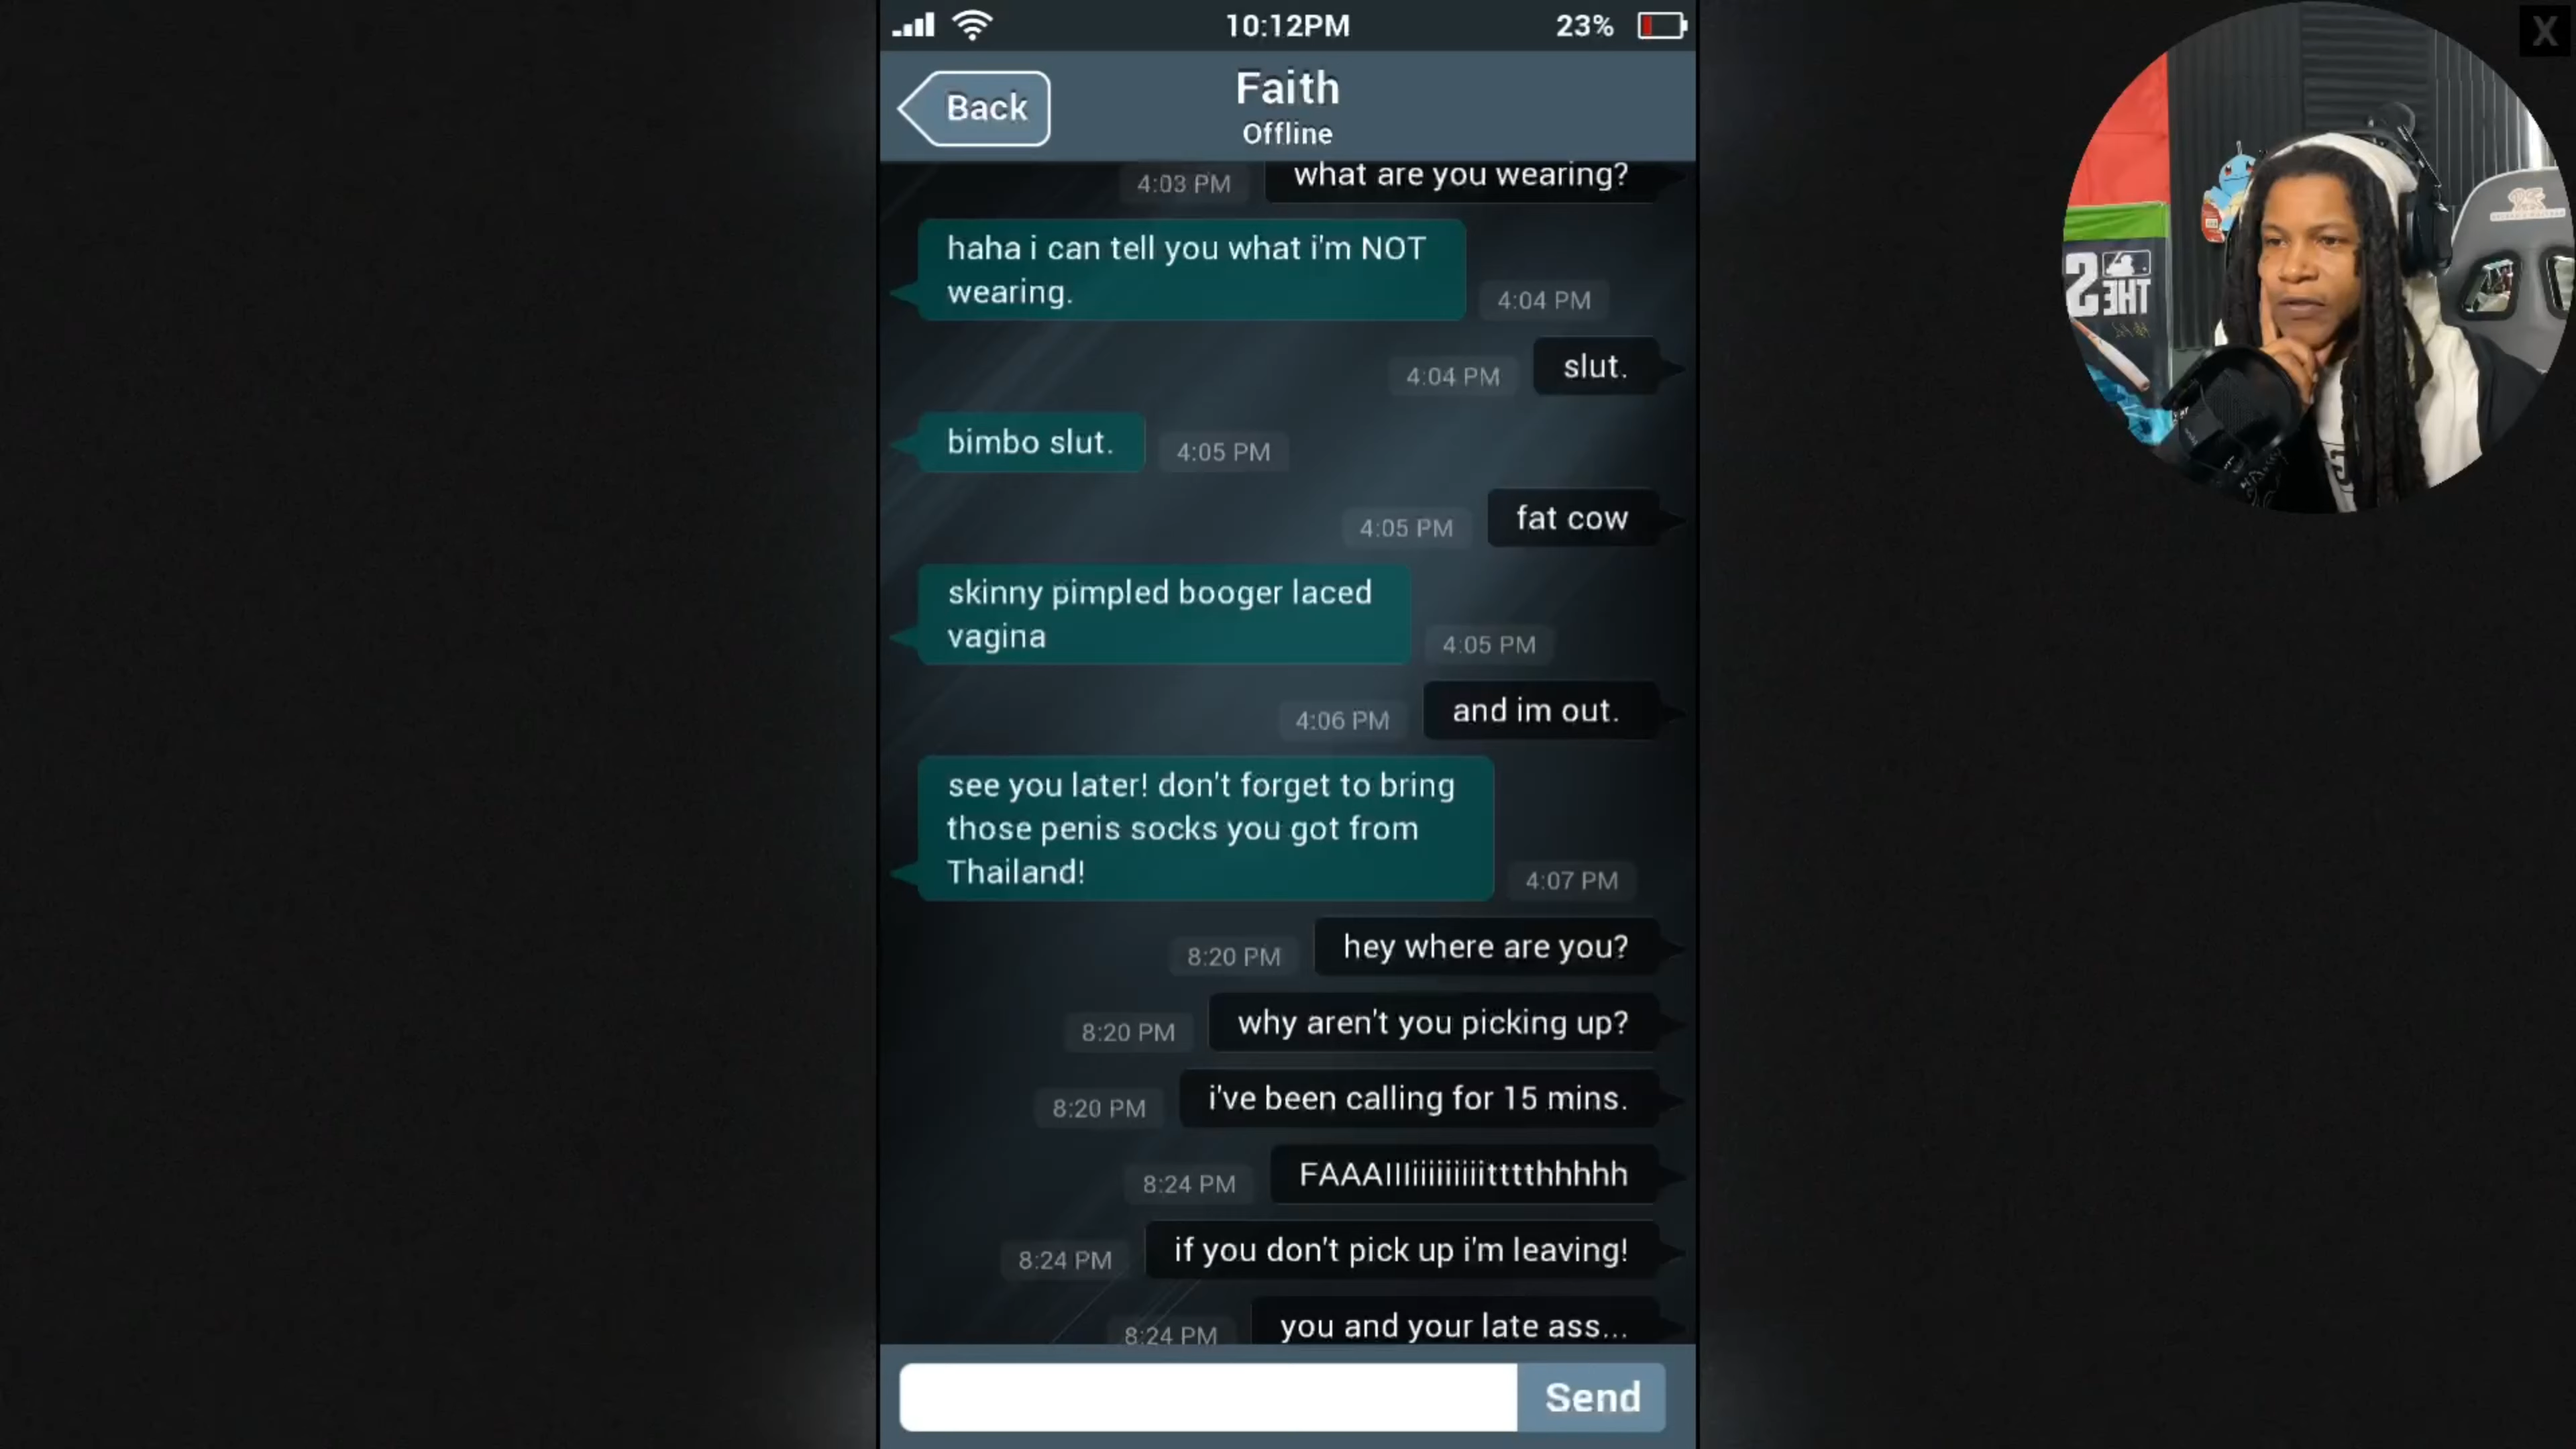 10:12PM
23%
X
Back
Faith
Offline
4:03 PM
what are you wearing?
haha i can tell you what i'm NOT
wearing.
4:04 PM
4:04 PM
slut.
bimbo slut.
4:05 PM
4:05 PM
fat cow
skinny pimpled booger laced
vagina
4:05 PM
4:06 PM
and im out.
see you later! don't forget to bring
those penis socks you got from
Thailand!
4:07 PM
8:20 PM
hey where are you?
8:20 PM
why aren't you picking up?
8:20 PM
i've been calling for 15 mins.
8:24 PM
FAAAIIIiiiiiiiiittttthhhhh
8:24 PM
if you don't pick up i'm leaving!
8:24 PM
you and your late ass...
Send
THE